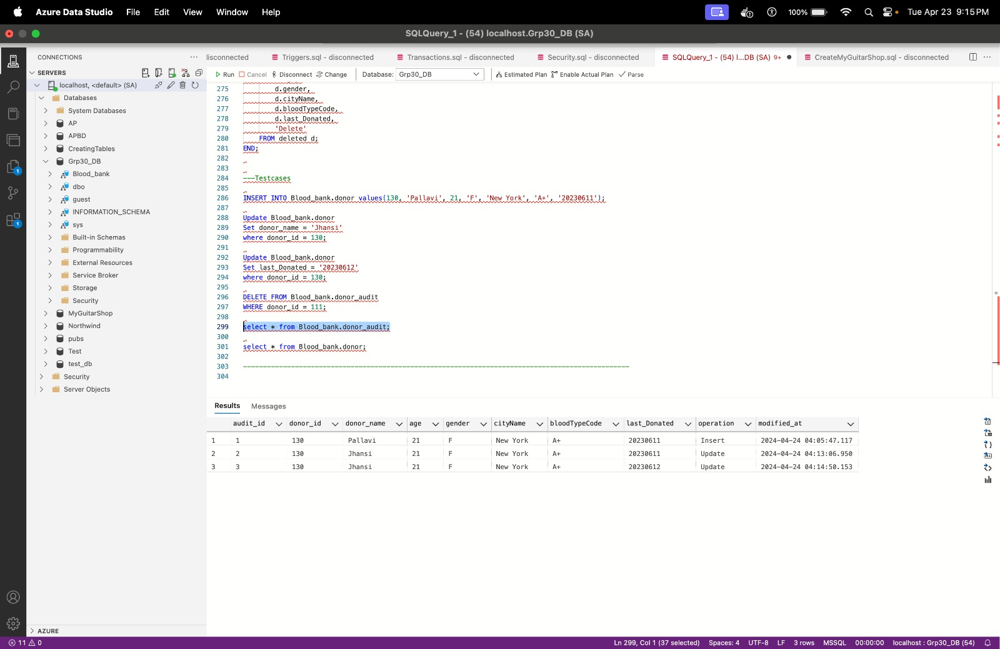 Azure Data Studio File Edit View Window Help 100% Tue Apr 23 9:15 PM
SQLQuery_1 - (54) localhost.Grp30_DB (SA)
CONNECTIONS
SERVERS
localhost, <default> (SA)
Databases
System Databases
AP
APBD
CreatingTables
Grp30_DB
Blood_bank
dbo
guest
INFORMATION_SCHEMA
sys
Built-in Schemas
Programmability
External Resources
Service Broker
Storage
Security
MyGuitarShop
Northwind
pubs
Test
test_db
Security
Server Objects
AZURE
1
1
isconnected Triggers.sql - disconnected Transactions.sql - disconnected Security.sql - disconnected SQLQuery_1 - (54) l...DB (SA) 9+ CreateMyGuitarShop.sql - disconnected
Run Cancel Disconnect Change Database: Grp30_DB Estimated Plan Enable Actual Plan Parse
275 d.gender,
276 d.cityName,
277 d.bloodTypeCode,
278 d.last_Donated,
279 'Delete'
280 FROM deleted d;
281 END;
282
283
284 ---Testcases
285
286 INSERT INTO Blood_bank.donor values(130, 'Pallavi', 21, 'F', 'New York', 'A+', '20230611');
287
288 Update Blood_bank.donor
289 Set donor_name = 'Jhansi'
290 where donor_id = 130;
291
292 Update Blood_bank.donor
293 Set last_Donated = '20230612'
294 where donor_id = 130;
295
296 DELETE FROM Blood_bank.donor_audit
297 WHERE donor_id = 111;
298
299 select * from Blood_bank.donor_audit;
300
301 select * from Blood_bank.donor;
302
303 --------------------------------------------------------------------------------------------------
304
Results Messages
audit_id donor_id donor_name age gender cityName bloodTypeCode last_Donated operation modified_at
1 1 130 Pallavi 21 F New York A+ 20230611 Insert 2024-04-24 04:05:47.117
2 2 130 Jhansi 21 F New York A+ 20230611 Update 2024-04-24 04:13:06.950
3 3 130 Jhansi 21 F New York A+ 20230612 Update 2024-04-24 04:14:50.153
11 0 Ln 299, Col 1 (37 selected) Spaces: 4 UTF-8 LF 3 rows MSSQL 00:00:00 localhost : Grp30_DB (54)